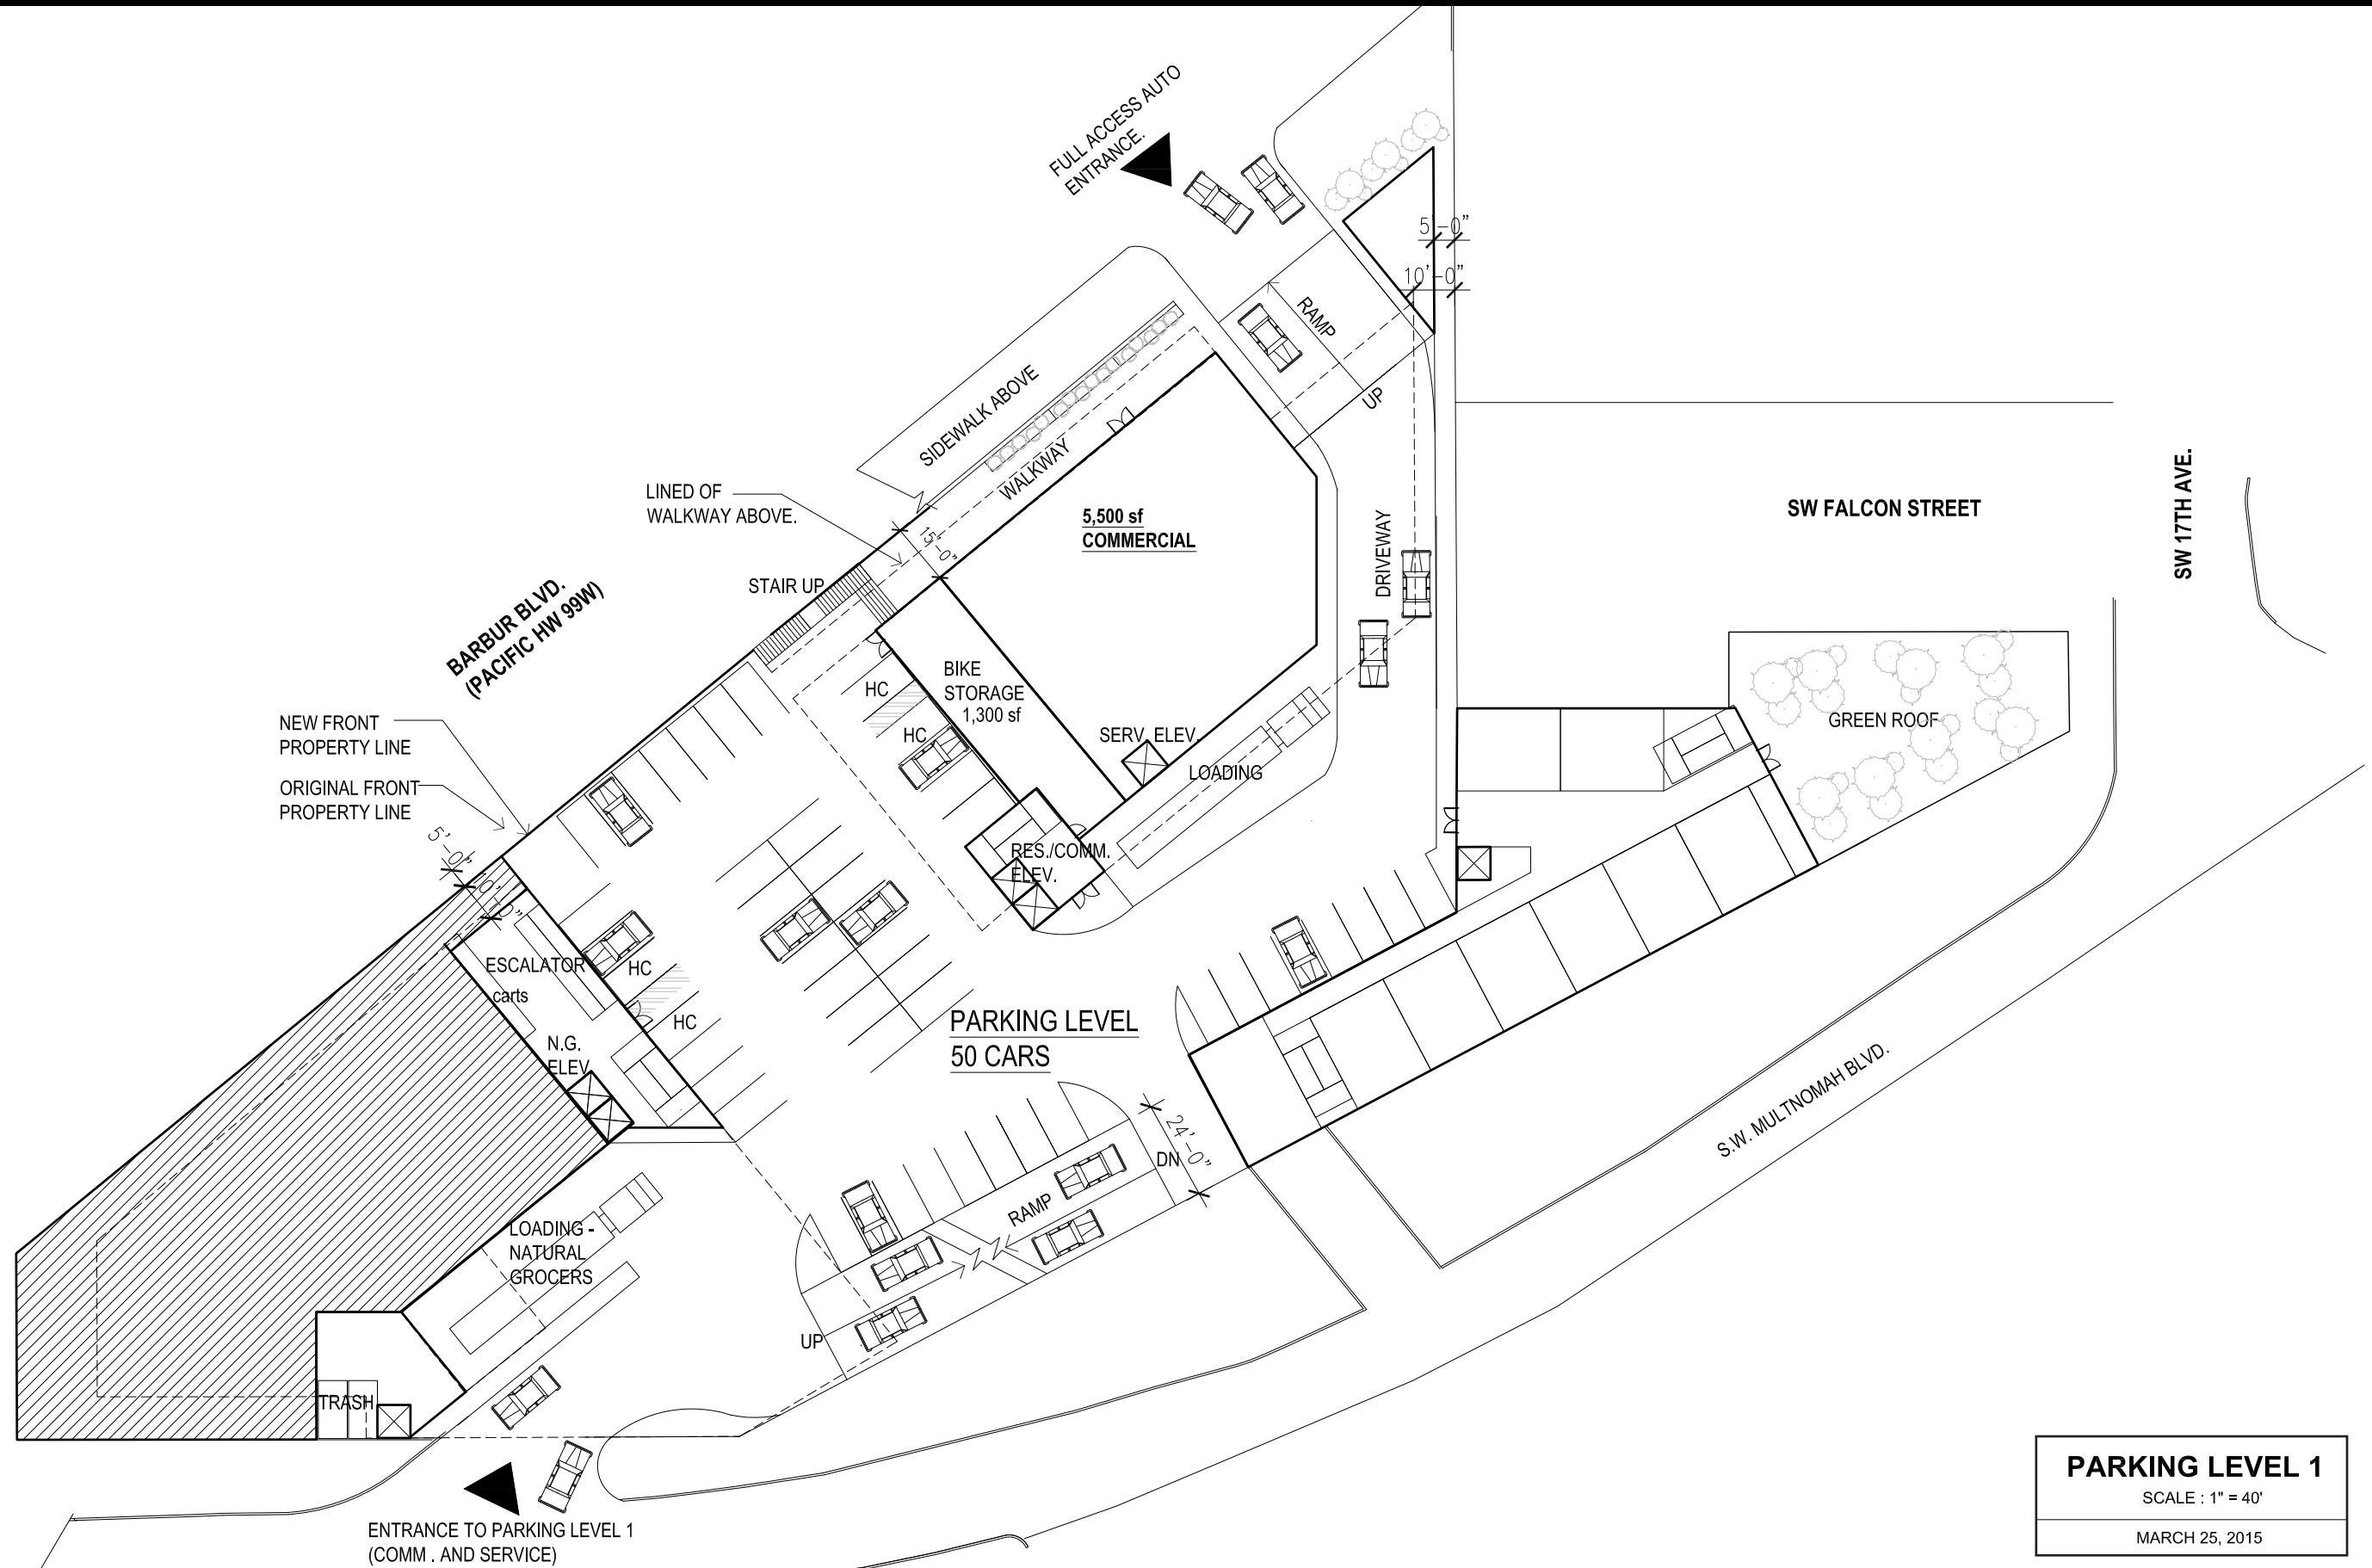 FULL ACCESS AUTO
ENTRANCE.
5'-0"
10'-0"
RAMP
UP
SIDEWALK ABOVE
WALKWAY
LINED OF
WALKWAY ABOVE.
15'-0"
5,500 sf
COMMERCIAL
DRIVEWAY
SW FALCON STREET
SW 17TH AVE.
STAIR UP
BARBUR BLVD.
(PACIFIC HW 99W)
HC
BIKE
STORAGE
1,300 sf
HC
SERV. ELEV.
LOADING
GREEN ROOF
NEW FRONT
PROPERTY LINE
ORIGINAL FRONT
PROPERTY LINE
5'-0"
RES./COMM.
ELEV.
ESCALATOR
carts
HC
HC
N.G.
ELEV.
PARKING LEVEL
50 CARS
24'-0"
DN
RAMP
S.W. MULTNOMAH BLVD.
LOADING -
NATURAL
GROCERS
UP
TRASH
ENTRANCE TO PARKING LEVEL 1
(COMM . AND SERVICE)
PARKING LEVEL 1
SCALE : 1" = 40'
MARCH 25, 2015